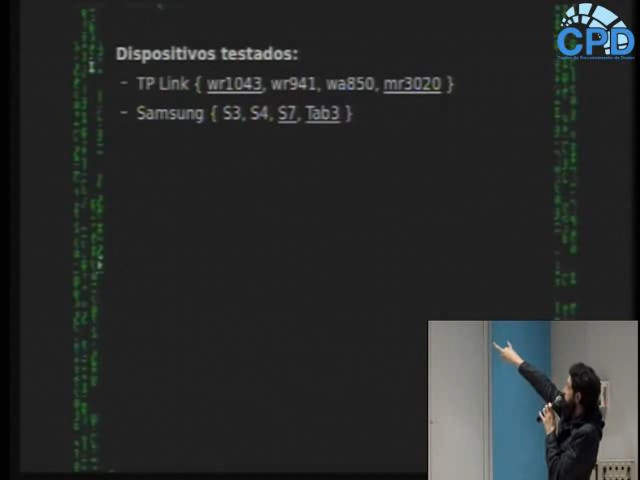 Dispositivos testados:
- TP Link { wr1043, wr941, wa850, mr3020 }
- Samsung { S3, S4, S7, Tab3 }
CPD